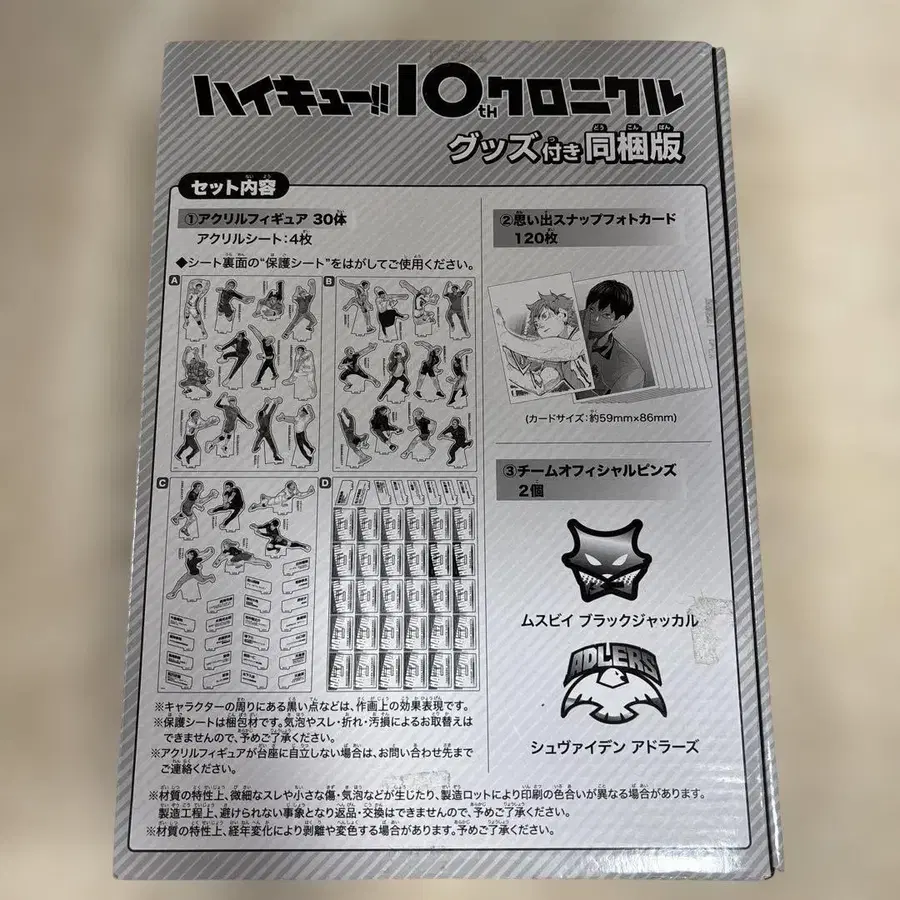 ハイキュー!! 10thクロニクル
グッズ付き同梱版
セット内容
①アクリルフィギュア 30体
アクリルシート:4枚
◆シート裏面の"保護シート"をはがしてご使用ください。
A
B
C
D
②思い出スナップフォトカード
120枚
(カードサイズ:約59mm×86mm)
③チームオフィシャルピンズ
2個
ムスビイ ブラックジャッカル
ADLERS
シュヴァイデン アドラーズ
※キャラクターの周りにある黒い点などは、作画上の効果表現です。
※保護シートは梱包材です。気泡やスレ・折れ・汚損によるお取替えは
できませんので、予めご了承ください。
※アクリルフィギュアが台座に自立しない場合は、お問い合わせ先まで
ご連絡ください。
※材質の特性上、微細なスレや小さな傷・気泡などが生じたり、製造ロットにより印刷の色合いが異なる場合があります。
製造工程上、避けられない事象となり返品・交換はできませんので、予めご了承ください。
※材質の特性上、経年変化により剥離や変色する場合があります。予めご了承ください。